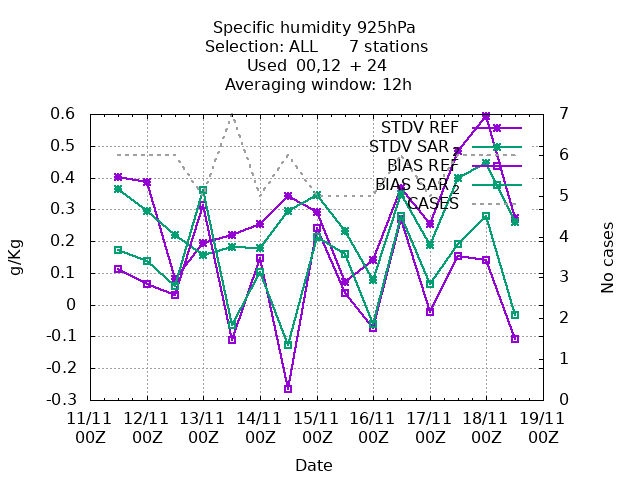 Specific humidity 925hPa
Selection: ALL 7 stations
Used 00,12 + 24
Averaging window: 12h
STDV REF
STDV SAR_2
BIAS REF
BIAS SAR_2
CASES
g/Kg
0.6
0.5
0.4
0.3
0.2
0.1
0
-0.1
-0.2
-0.3
No cases
7
6
5
4
3
2
1
0
11/11 12/11 13/11 14/11 15/11 16/11 17/11 18/11 19/11
00Z 00Z 00Z 00Z 00Z 00Z 00Z 00Z 00Z
Date